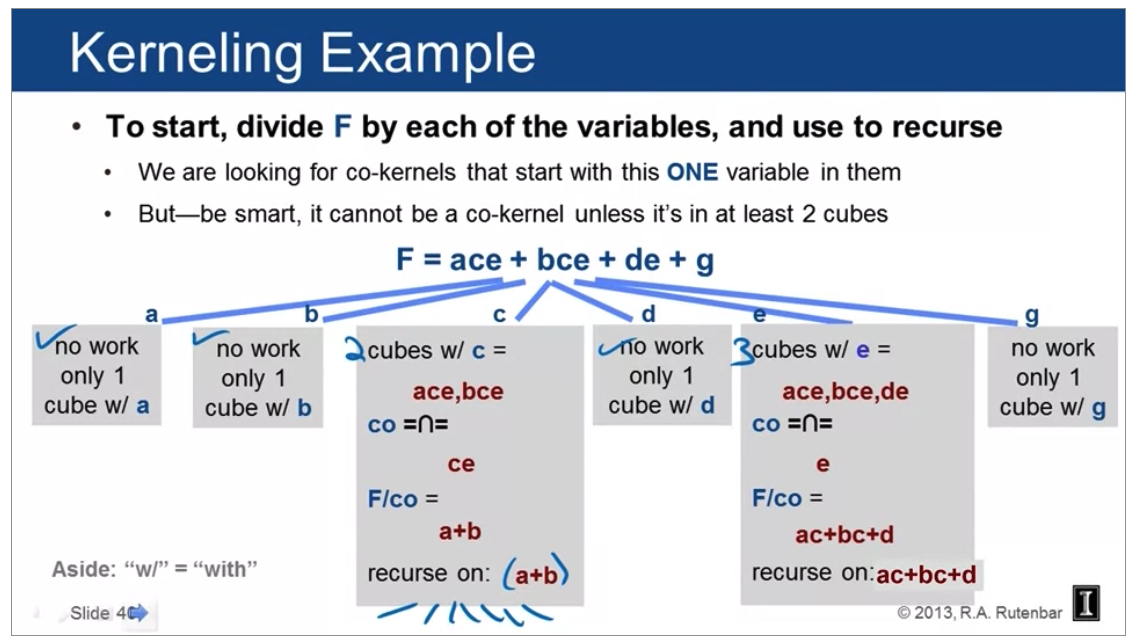 Kerneling Example
• To start, divide F by each of the variables, and use to recurse
• We are looking for co-kernels that start with this ONE variable in them
• But—be smart, it cannot be a co-kernel unless it's in at least 2 cubes
F = ace + bce + de + g
a
no work
only 1
cube w/ a
b
no work
only 1
cube w/ b
c
2 cubes w/ c =
ace,bce
co =∩=
ce
F/co =
a+b
recurse on: (a+b)
d
no work
only 1
cube w/ d
e
3 cubes w/ e =
ace,bce,de
co =∩=
e
F/co =
ac+bc+d
recurse on: ac+bc+d
g
no work
only 1
cube w/ g
Aside: “w/” = “with”
Slide 40
© 2013, R.A. Rutenbar
I